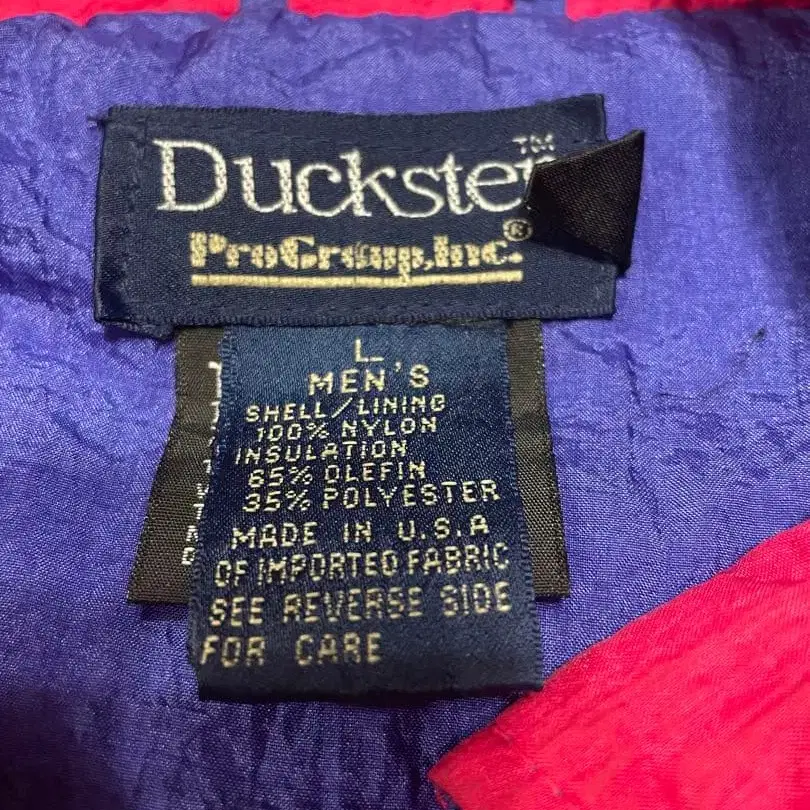 Duckster™
ProGroup, Inc.®
L
MEN'S
SHELL/LINING
100% NYLON
INSULATION
65% OLEFIN
35% POLYESTER
MADE IN U.S.A
OF IMPORTED FABRIC
SEE REVERSE SIDE
FOR CARE